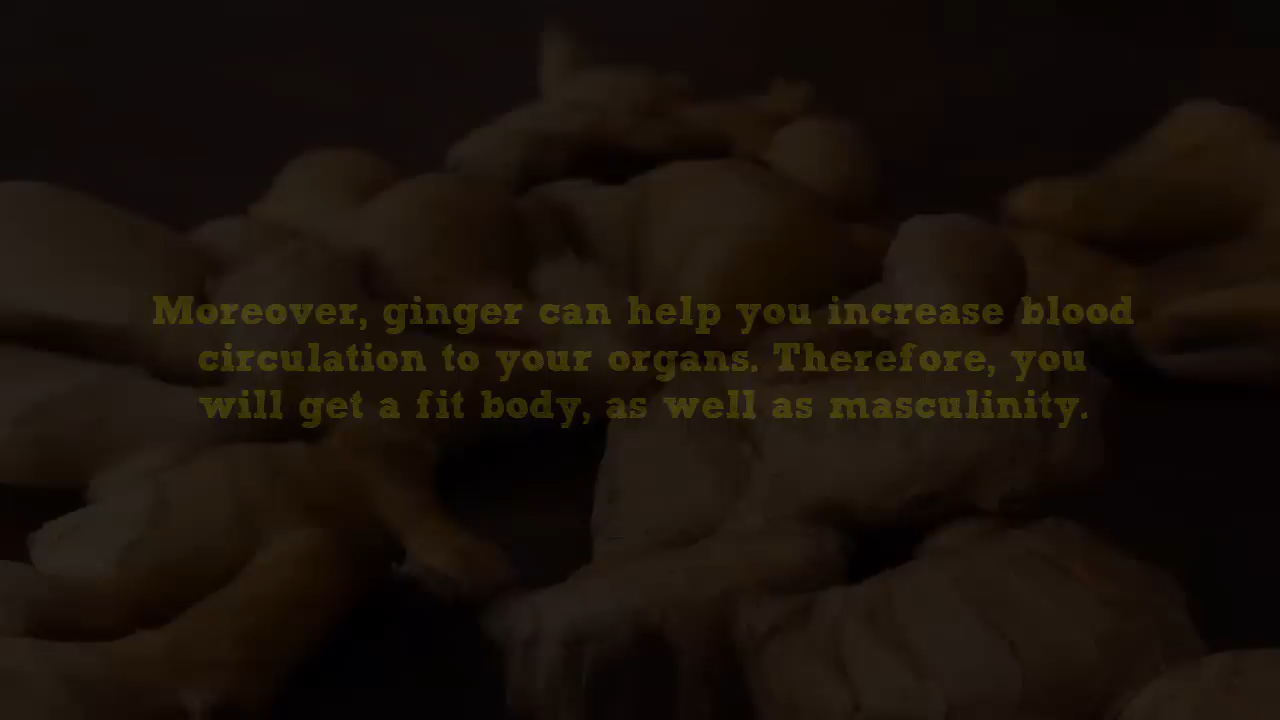 Moreover, ginger can help you increase blood
circulation to your organs. Therefore, you
will get a fit body, as well as masculinity.